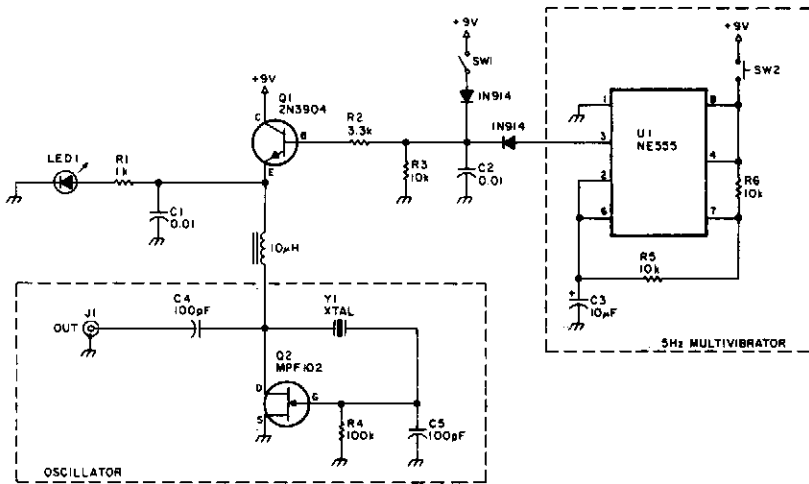 +9V
SW1
+9V
Q1
2N3904
C
B
E
R2
3.3k
1N914
1N914
R3
10k
C2
0.01
LED1
R1
1k
C1
0.01
10µH
+9V
SW2
1
8
3
U1
NE555
4
2
6
7
R6
10k
R5
10k
+
C3
10µF
5Hz MULTIVIBRATOR
J1
OUT
C4
100pF
Y1
XTAL
Q2
MPF102
D
G
S
R4
100k
C5
100pF
OSCILLATOR